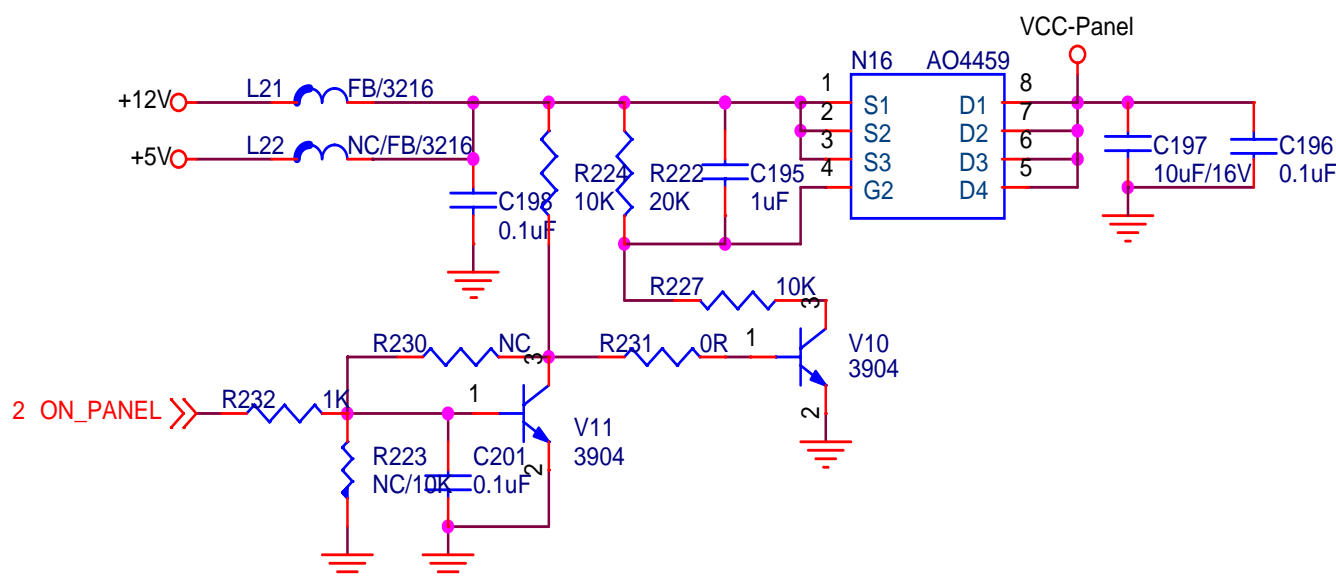 VCC-Panel
N16 AO4459
L21 FB/3216
+12V
1 S1 D1 8
2 S2 D2 7
3 S3 D3 6
4 G2 D4 5
L22 NC/FB/3216
+5V
C198
0.1uF
R224
10K
R222
20K
C195
1uF
C197
10uF/16V
C196
0.1uF
R227 10K
3
R230 NC
3
R231 0R
1
V10
3904
2
2 ON_PANEL
R232 1K
1
V11
3904
2
R223
NC/10K
C201
0.1uF